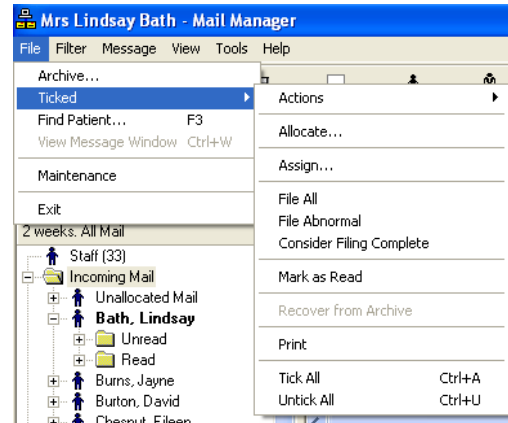 Mrs Lindsay Bath - Mail Manager
File Filter Message View Tools Help
Archive...
Ticked
Find Patient... F3
View Message Window Ctrl+W
Maintenance
Exit
Actions
Allocate...
Assign...
File All
File Abnormal
Consider Filing Complete
Mark as Read
Recover from Archive
Print
Tick All Ctrl+A
Untick All Ctrl+U
2 weeks. All Mail
Staff (33)
Incoming Mail
Unallocated Mail
Bath, Lindsay
Unread
Read
Burns, Jayne
Burton, David
Chesnut, Eileen